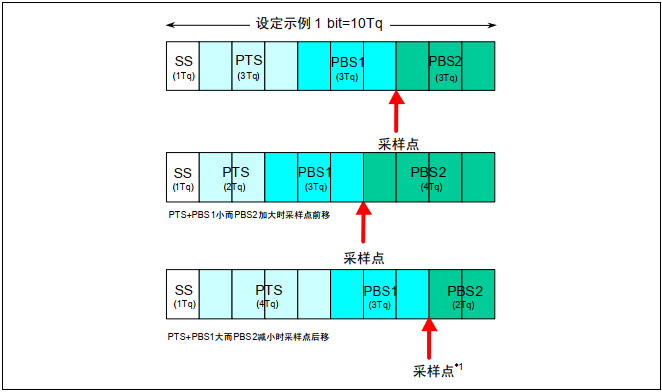 设定示例 1 bit=10Tq
SS PTS PBS1 PBS2
(1Tq) (3Tq) (3Tq) (3Tq)
采样点
SS PTS PBS1 PBS2
(1Tq) (2Tq) (3Tq) (4Tq)
PTS+PBS1小而PBS2加大时采样点前移
采样点
SS PTS PBS1 PBS2
(1Tq) (4Tq) (3Tq) (2Tq)
PTS+PBS1大而PBS2减小时采样点后移
采样点*1